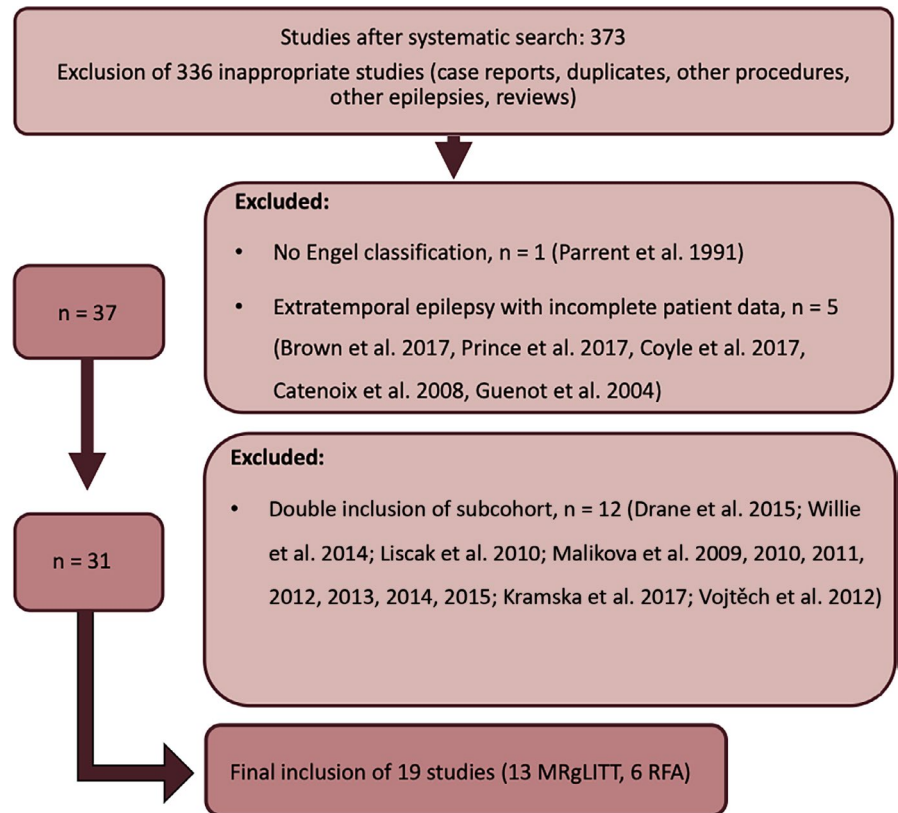 Studies after systematic search: 373
Exclusion of 336 inappropriate studies (case reports, duplicates, other procedures,
other epilepsies, reviews)
Excluded:
• No Engel classification, n = 1 (Parrent et al. 1991)
• Extratemporal epilepsy with incomplete patient data, n = 5
(Brown et al. 2017, Prince et al. 2017, Coyle et al. 2017,
Catenoix et al. 2008, Guenot et al. 2004)
n = 37
Excluded:
• Double inclusion of subcohort, n = 12 (Drane et al. 2015; Willie
et al. 2014; Liscak et al. 2010; Malikova et al. 2009, 2010, 2011,
2012, 2013, 2014, 2015; Kramska et al. 2017; Vojtěch et al. 2012)
n = 31
Final inclusion of 19 studies (13 MRgLITT, 6 RFA)